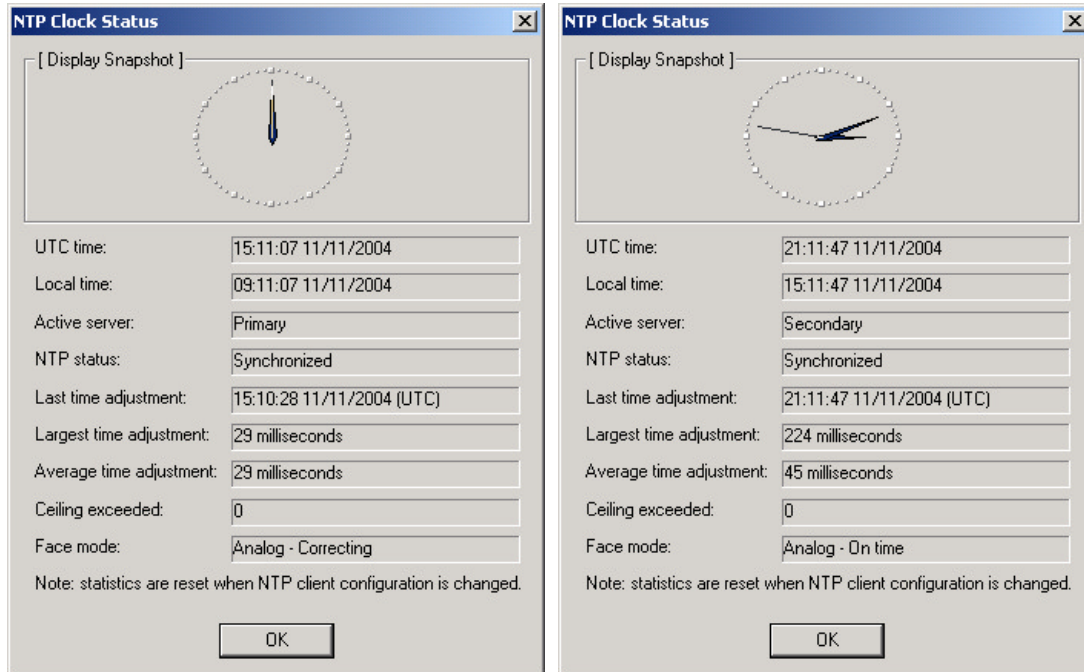 NTP Clock Status
[ Display Snapshot ]
UTC time: 15:11:07 11/11/2004
Local time: 09:11:07 11/11/2004
Active server: Primary
NTP status: Synchronized
Last time adjustment: 15:10:28 11/11/2004 (UTC)
Largest time adjustment: 29 milliseconds
Average time adjustment: 29 milliseconds
Ceiling exceeded: 0
Face mode: Analog - Correcting
Note: statistics are reset when NTP client configuration is changed.
OK
NTP Clock Status
[ Display Snapshot ]
UTC time: 21:11:47 11/11/2004
Local time: 15:11:47 11/11/2004
Active server: Secondary
NTP status: Synchronized
Last time adjustment: 21:11:47 11/11/2004 (UTC)
Largest time adjustment: 224 milliseconds
Average time adjustment: 45 milliseconds
Ceiling exceeded: 0
Face mode: Analog - On time
Note: statistics are reset when NTP client configuration is changed.
OK